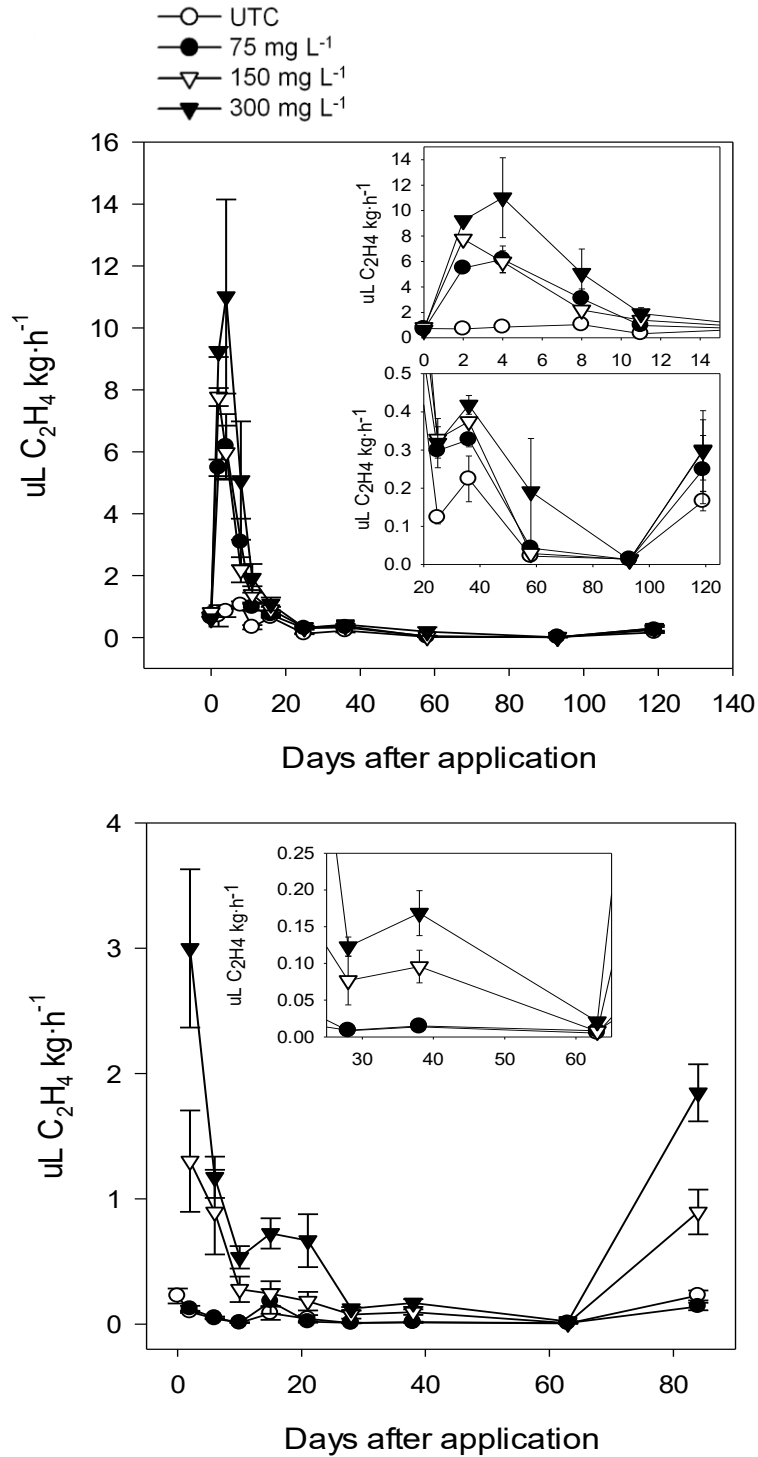 UTC
75 mg L⁻¹
150 mg L⁻¹
300 mg L⁻¹
16
14
12
10
8
6
4
2
0
uL C₂H₄ kg·h⁻¹
0 20 40 60 80 100 120 140
Days after application
14
12
10
8
6
4
2
0
uL C₂H4 kg·h⁻¹
0 2 4 6 8 10 12 14
0.5
0.4
0.3
0.2
0.1
0.0
uL C₂H4 kg·h⁻¹
20 40 60 80 100 120
4
3
2
1
0
uL C₂H₄ kg·h⁻¹
0 20 40 60 80
Days after application
0.25
0.20
0.15
0.10
0.05
0.00
uL C₂H4 kg·h⁻¹
30 40 50 60